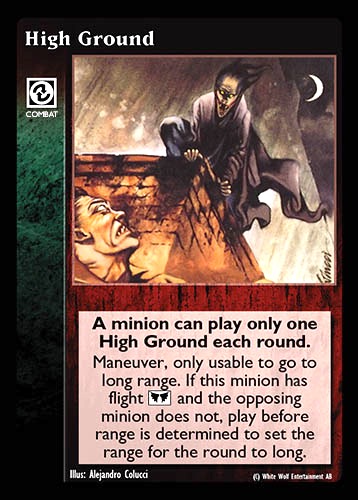 High Ground
COMBAT
A minion can play only one
High Ground each round.
Maneuver, only usable to go to
long range. If this minion has
flight and the opposing
minion does not, play before
range is determined to set the
range for the round to long.
Illus: Alejandro Colucci
(C) White Wolf Entertainment AB